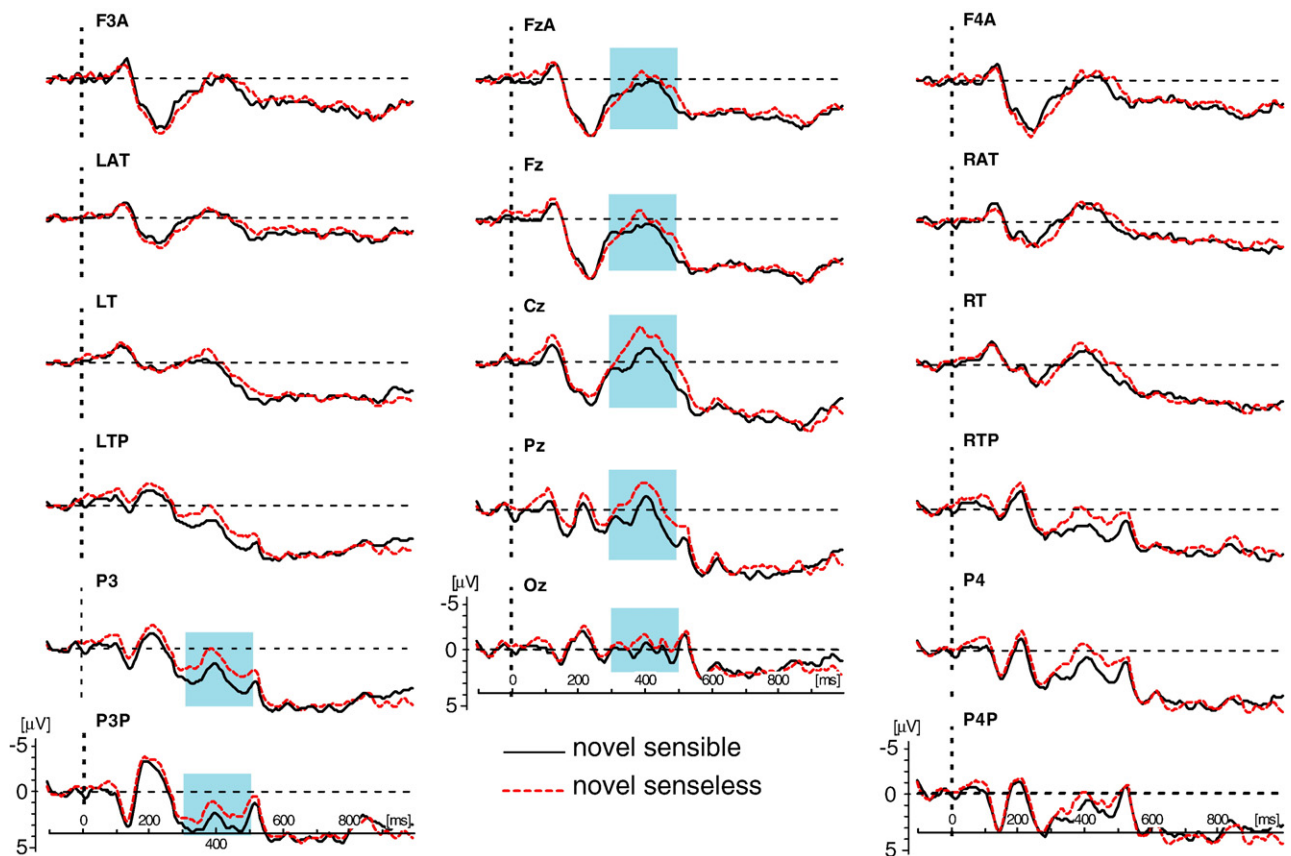 F3A FzA F4A
LAT Fz RAT
LT Cz RT
LTP Pz RTP
P3 [μV] Oz P4
-5
0
0 200 400 600 800 [ms]
5
[μV] P3P P4P
-5
novel sensible
novel senseless
0
0 200 400 800 [ms]
5
[μV]
-5
0
0 200 400 600 800 [ms]
5